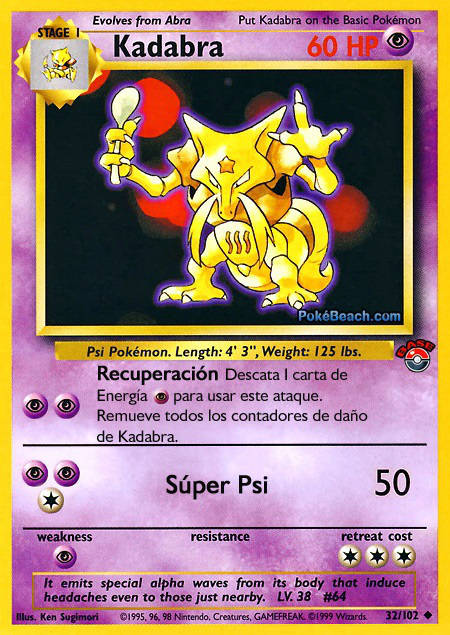 Evolves from Abra Put Kadabra on the Basic Pokémon
STAGE 1
Kadabra 60 HP
PokéBeach.com
Psi Pokémon. Length: 4' 3", Weight: 125 lbs.
BASE
Recuperación Descata 1 carta de
Energía para usar este ataque.
Remueve todos los contadores de daño
de Kadabra.
Súper Psi 50
weakness resistance retreat cost
It emits special alpha waves from its body that induce
headaches even to those just nearby. LV. 38 #64
Illus. Ken Sugimori ©1995, 96, 98 Nintendo, Creatures, GAMEFREAK. ©1999 Wizards. 32/102